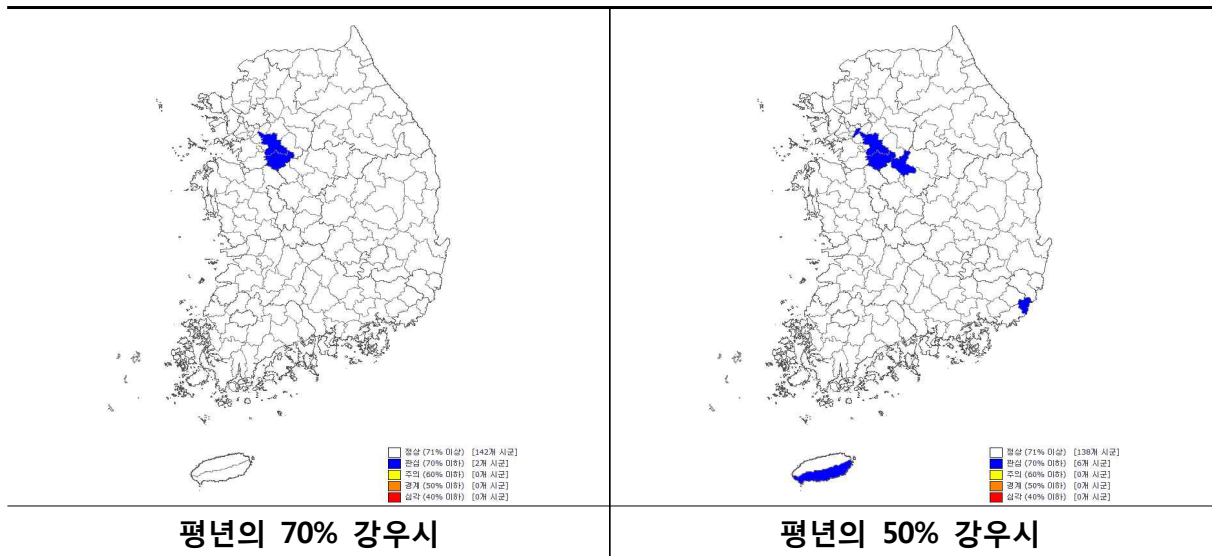 정상 (71% 이상) [142개 시군]
관심 (70% 이하) [2개 시군]
주의 (60% 이하) [0개 시군]
경계 (50% 이하) [0개 시군]
심각 (40% 이하) [0개 시군]
평년의 70% 강우시
정상 (71% 이상) [138개 시군]
관심 (70% 이하) [6개 시군]
주의 (60% 이하) [0개 시군]
경계 (50% 이하) [0개 시군]
심각 (40% 이하) [0개 시군]
평년의 50% 강우시